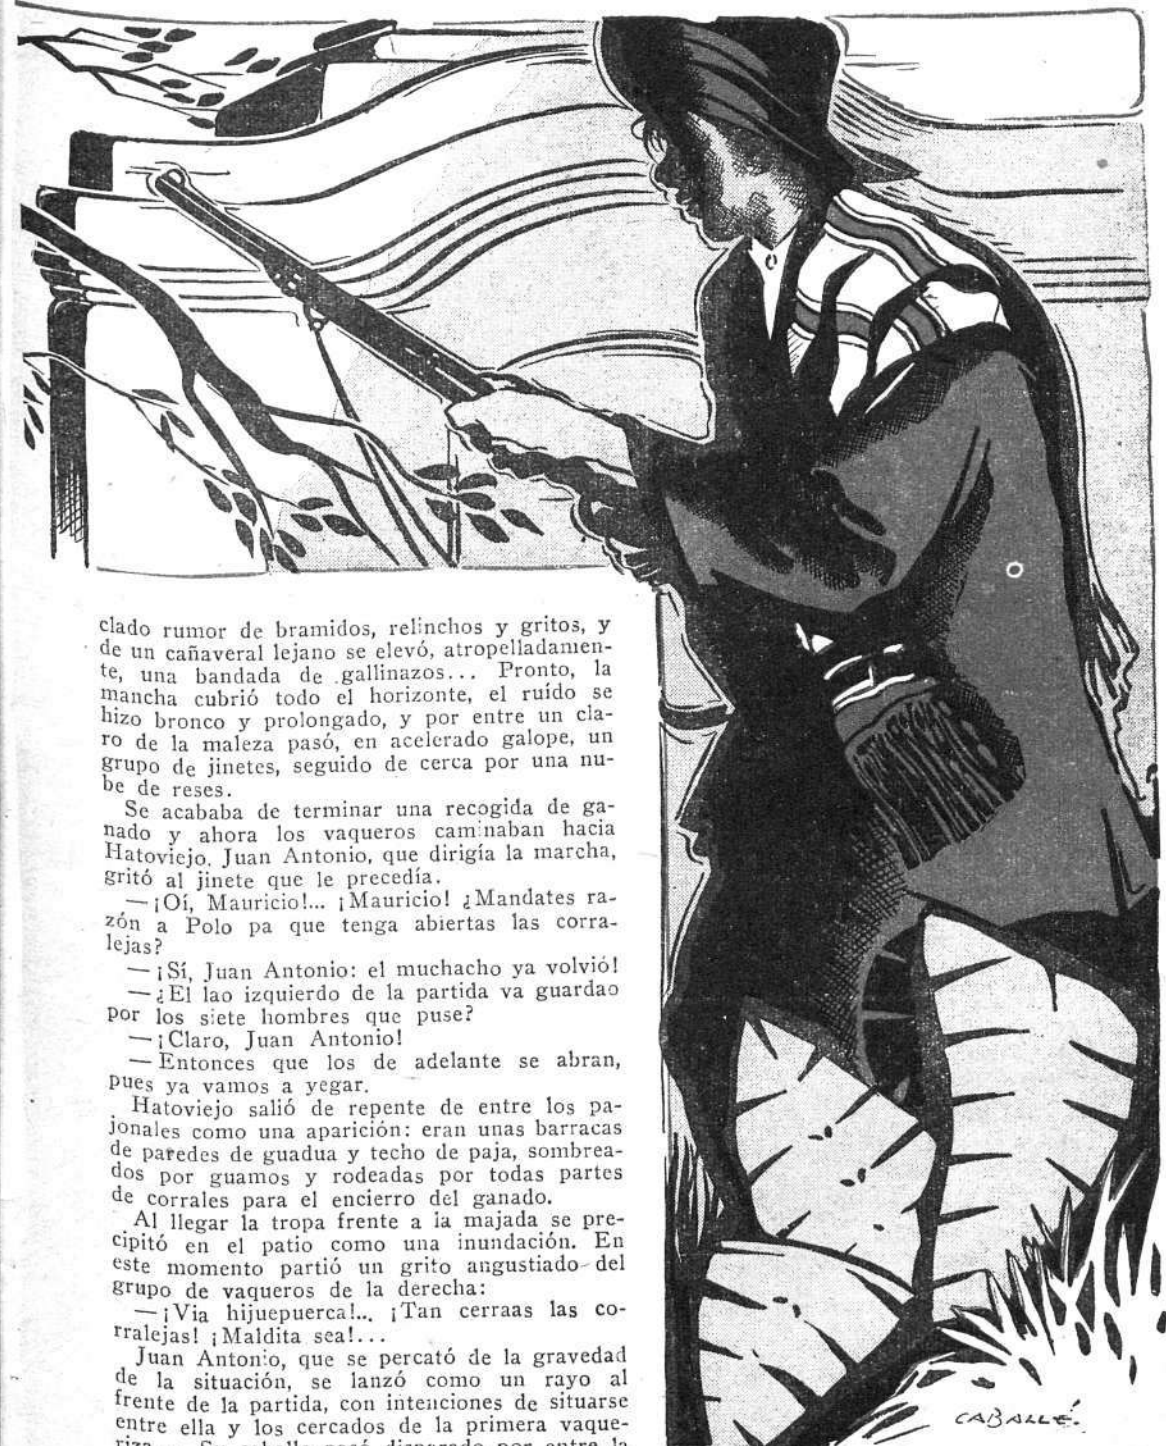 clado rumor de bramidos, relinchos y gritos, y
de un cañaveral lejano se elevó, atropelladamen-
te, una bandada de gallinazos... Pronto, la
mancha cubrió todo el horizonte, el ruído se
hizo bronco y prolongado, y por entre un cla-
ro de la maleza pasó, en acelerado galope, un
grupo de jinetes, seguido de cerca por una nu-
be de reses.
Se acababa de terminar una recogida de ga-
nado y ahora los vaqueros caminaban hacia
Hatoviejo. Juan Antonio, que dirigía la marcha,
gritó al jinete que le precedía.
—¡Oí, Mauricio!... ¡Mauricio! ¿Mandates ra-
zón a Polo pa que tenga abiertas las corra-
lejas?
—¡Sí, Juan Antonio: el muchacho ya volvió!
—¿El lao izquierdo de la partida va guardao
por los siete hombres que puse?
—¡Claro, Juan Antonio!
—Entonces que los de adelante se abran,
pues ya vamos a yegar.
Hatoviejo salió de repente de entre los pa-
jonales como una aparición: eran unas barracas
de paredes de guadua y techo de paja, sombrea-
dos por guamos y rodeadas por todas partes
de corrales para el encierro del ganado.
Al llegar la tropa frente a la majada se pre-
cipitó en el patio como una inundación. En
este momento partió un grito angustiado del
grupo de vaqueros de la derecha:
—¡Via hijuepuerca!... ¡Tan cerraas las co-
rralejas! ¡Maldita sea!...
Juan Antonio, que se percató de la gravedad
de la situación, se lanzó como un rayo al
frente de la partida, con intenciones de situarse
entre ella y los cercados de la primera vaque-
riza... Su caballo pasó disparado por entre la
CABALLÉ.